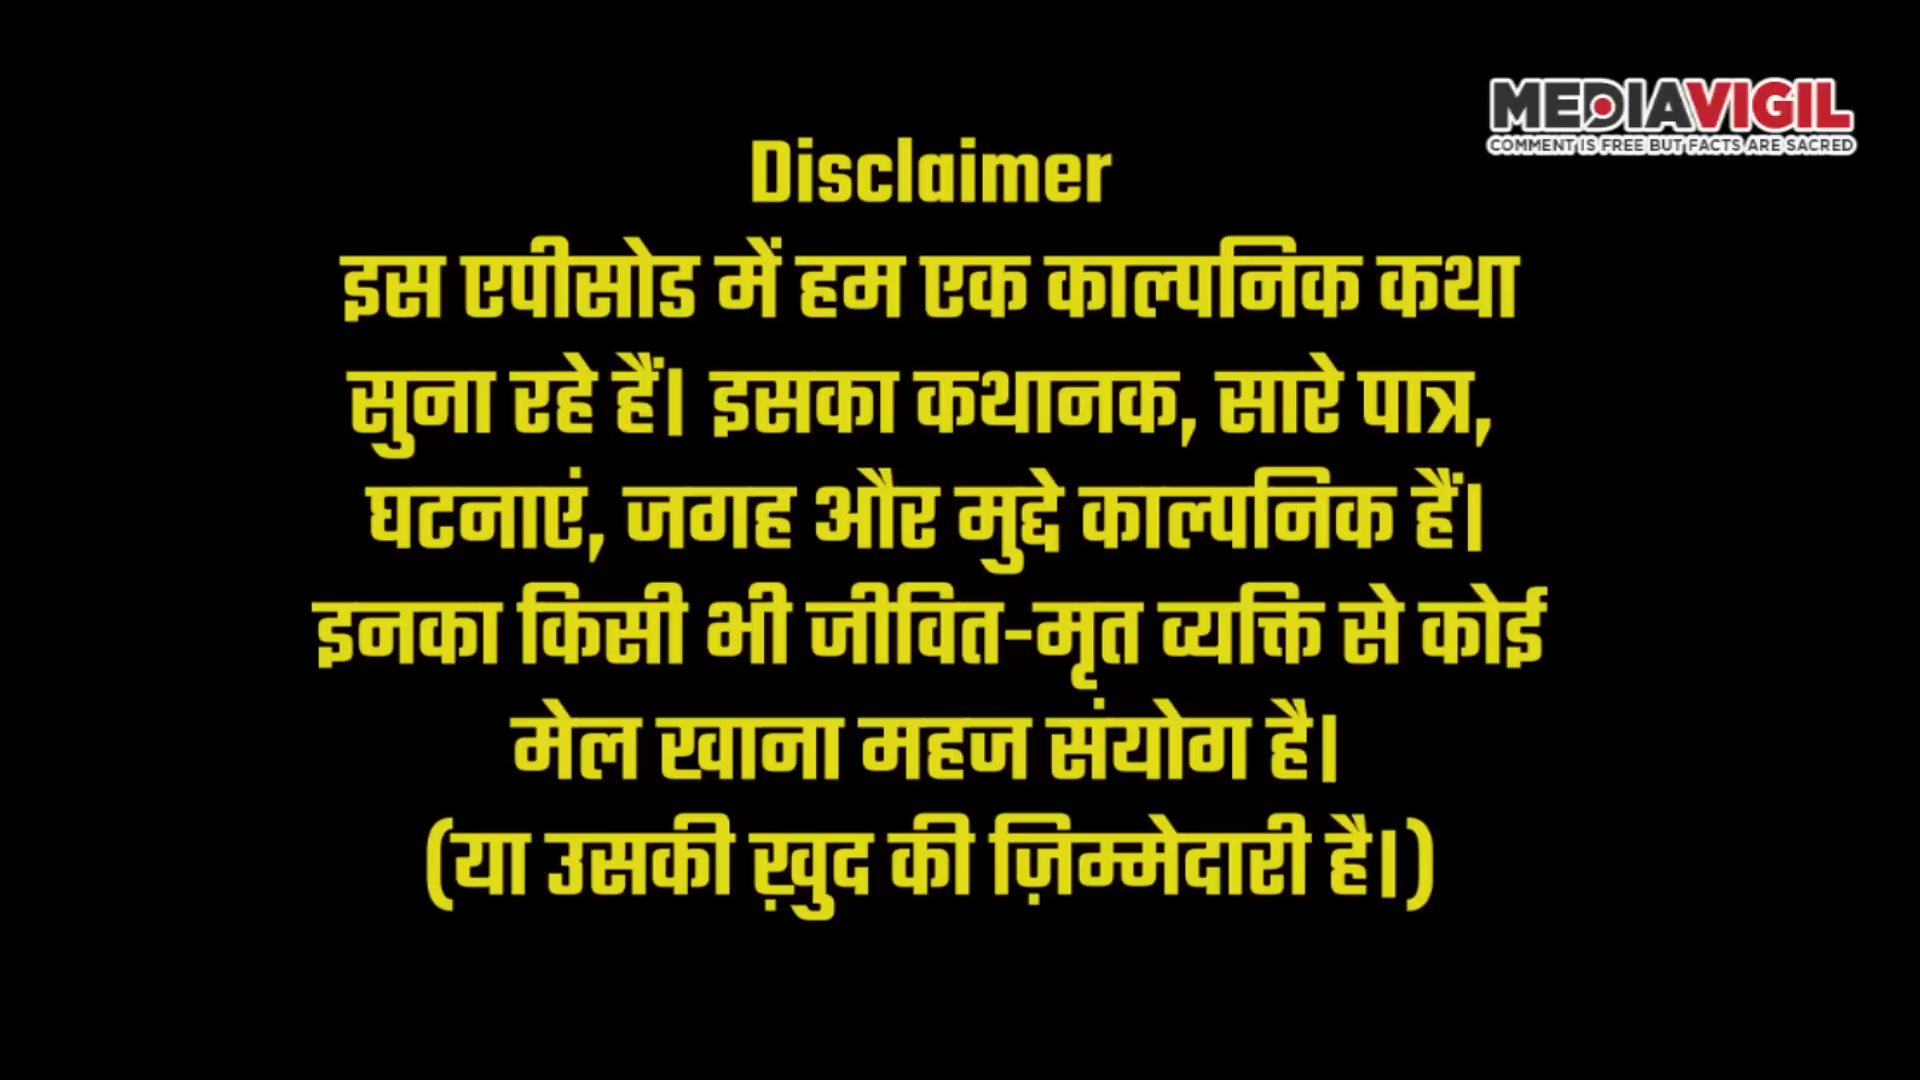 MEDIAVIGIL
COMMENT IS FREE BUT FACTS ARE SACRED
Disclaimer
इस एपीसोड में हम एक काल्पनिक कथा
सुना रहे हैं। इसका कथानक, सारे पात्र,
घटनाएं, जगह और मुद्दे काल्पनिक हैं।
इनका किसी भी जीवित-मृत व्यक्ति से कोई
मेल खाना महज संयोग है।
(या उसकी ख़ुद की ज़िम्मेदारी है।)